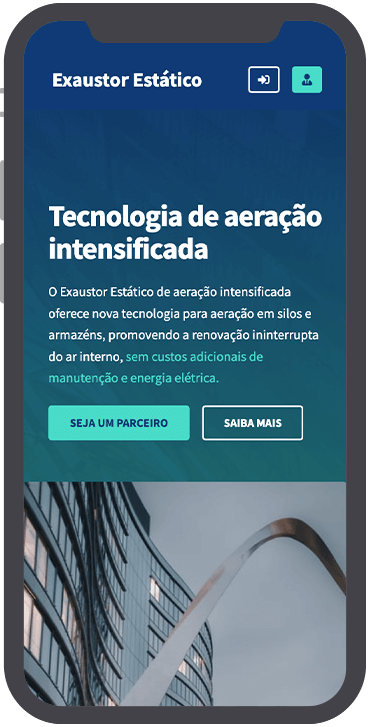 Exaustor Estático
Tecnologia de aeração
intensificada
O Exaustor Estático de aeração intensificada
oferece nova tecnologia para aeração em silos e
armazéns, promovendo a renovação ininterrupta
do ar interno, sem custos adicionais de
manutenção e energia elétrica.
SEJA UM PARCEIRO
SAIBA MAIS